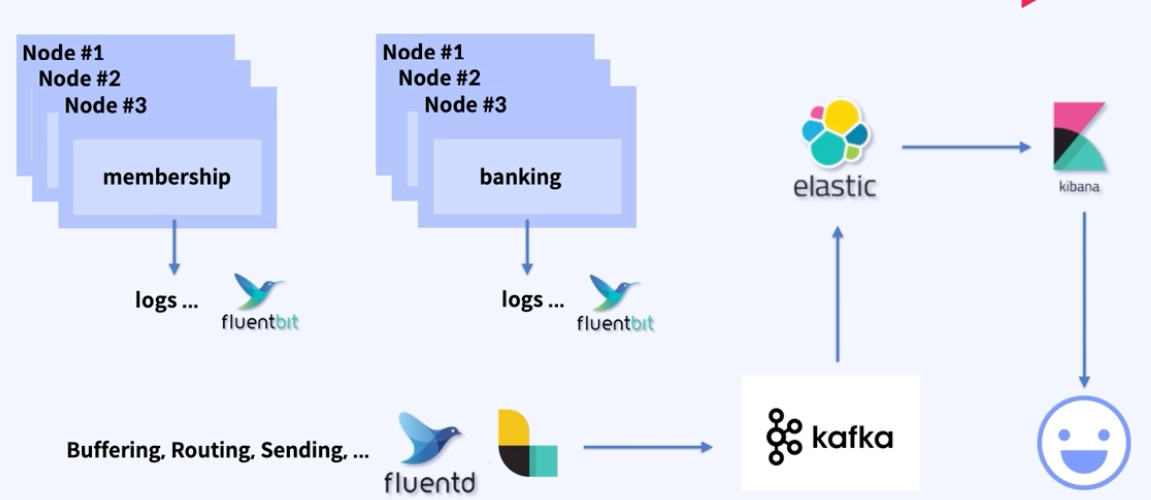 Node #1
Node #2
Node #3
membership
logs ...
fluentbit
Node #1
Node #2
Node #3
banking
logs ...
fluentbit
elastic
kibana
Buffering, Routing, Sending, ...
fluentd
kafka